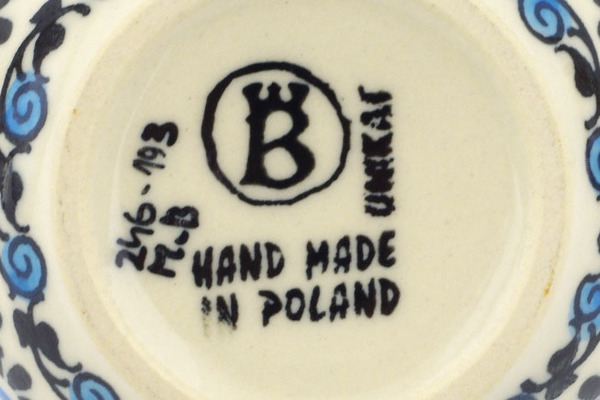 B
UNIKAT
246-193
M.B
HAND MADE
IN POLAND